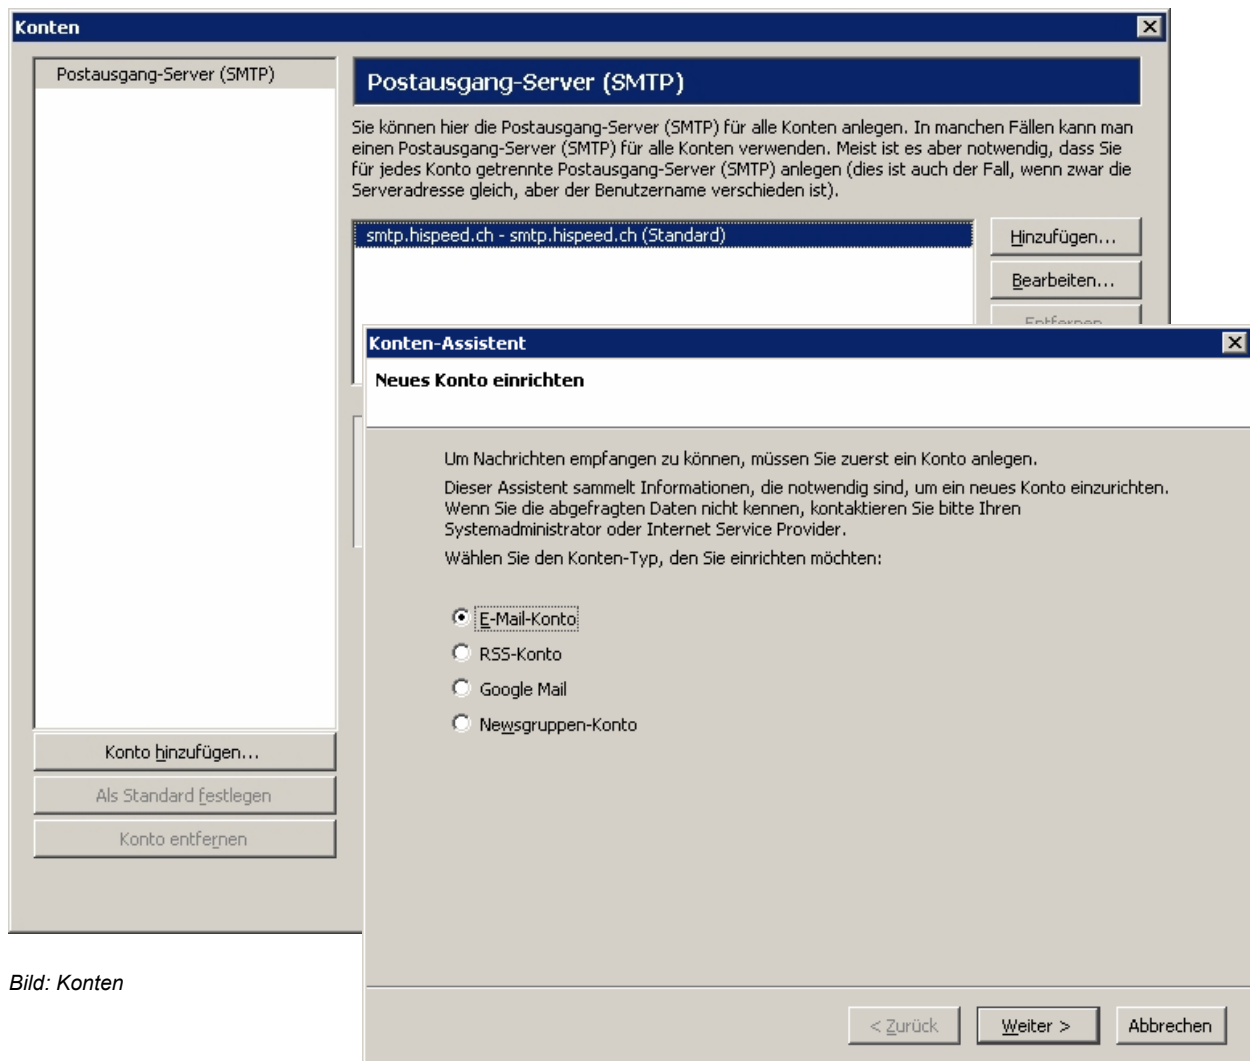 Konten
Postausgang-Server (SMTP)
Postausgang-Server (SMTP)
Sie können hier die Postausgang-Server (SMTP) für alle Konten anlegen. In manchen Fällen kann man
einen Postausgang-Server (SMTP) für alle Konten verwenden. Meist ist es aber notwendig, dass Sie
für jedes Konto getrennte Postausgang-Server (SMTP) anlegen (dies ist auch der Fall, wenn zwar die
Serveradresse gleich, aber der Benutzername verschieden ist).
smtp.hispeed.ch - smtp.hispeed.ch (Standard)
Hinzufügen...
Bearbeiten...
Entfernen
Konto hinzufügen...
Als Standard festlegen
Konto entfernen
Konten-Assistent
Neues Konto einrichten
Um Nachrichten empfangen zu können, müssen Sie zuerst ein Konto anlegen.
Dieser Assistent sammelt Informationen, die notwendig sind, um ein neues Konto einzurichten.
Wenn Sie die abgefragten Daten nicht kennen, kontaktieren Sie bitte Ihren
Systemadministrator oder Internet Service Provider.
Wählen Sie den Konten-Typ, den Sie einrichten möchten:
E-Mail-Konto
RSS-Konto
Google Mail
Newsgruppen-Konto
< Zurück
Weiter >
Abbrechen
Bild: Konten